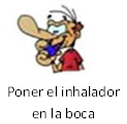 Poner el inhalador
en la boca